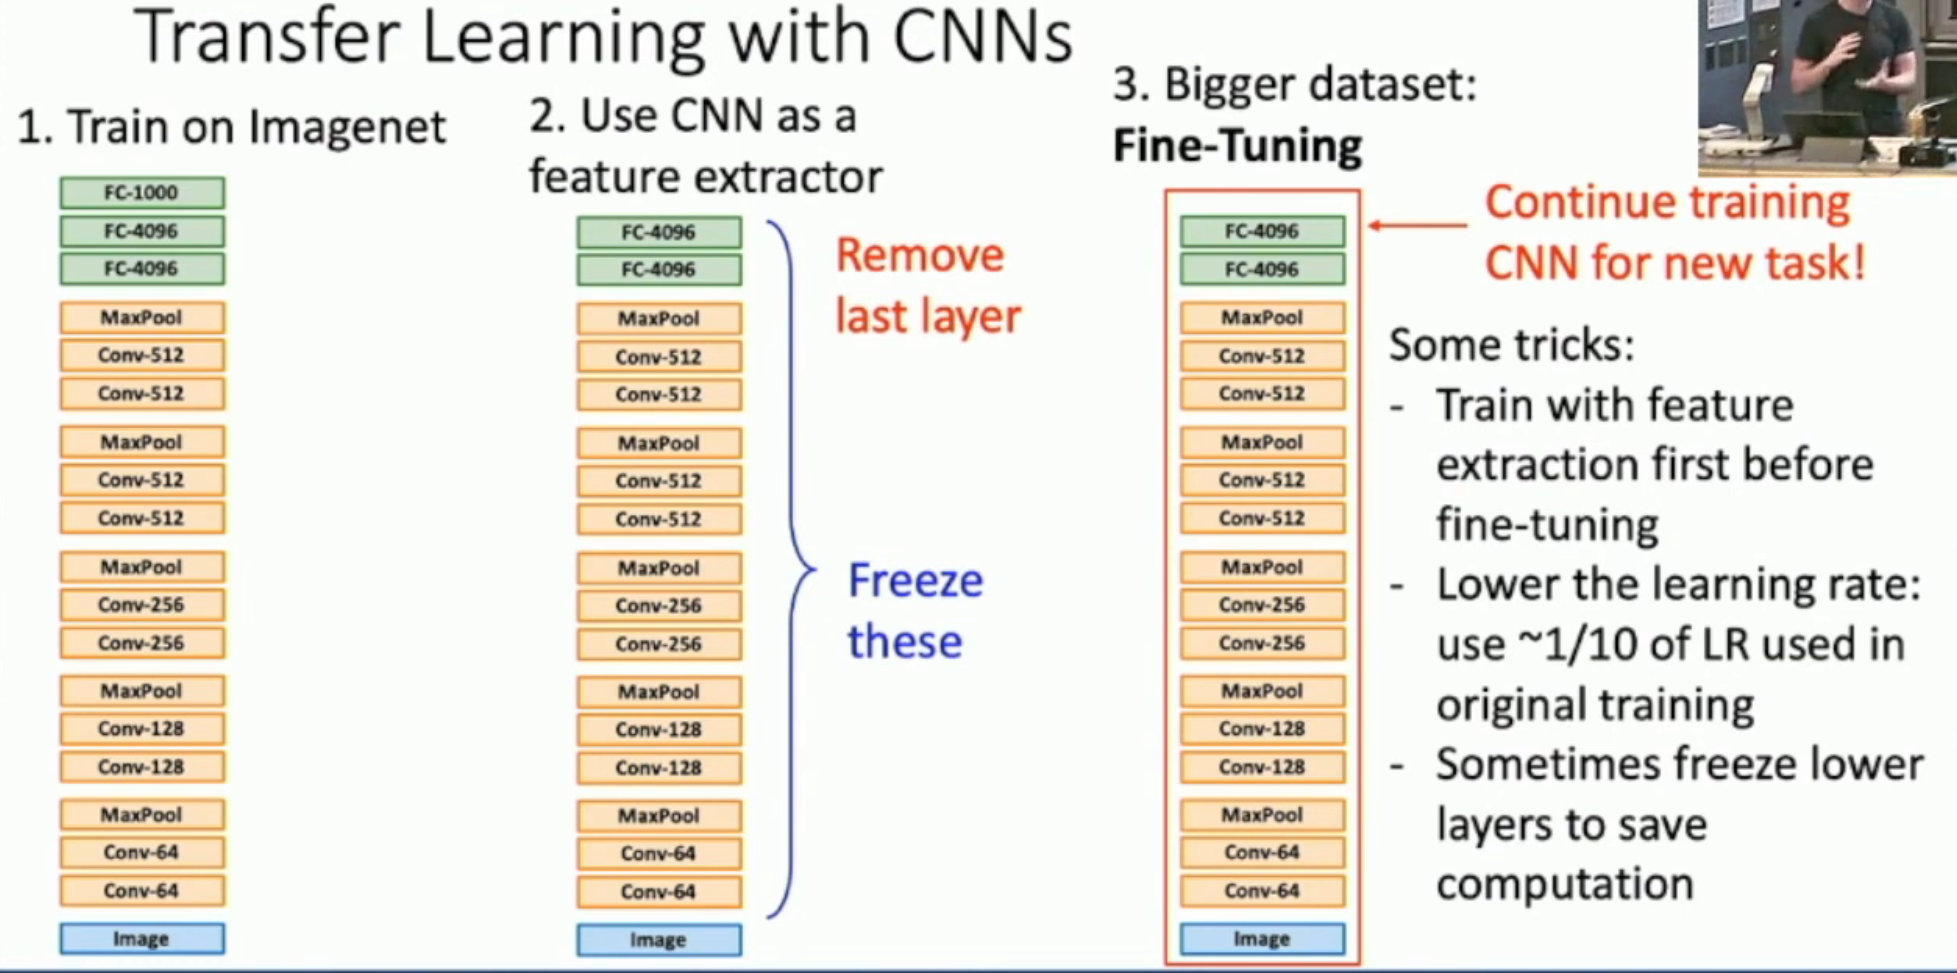 Transfer Learning with CNNs
1. Train on Imagenet
FC-1000
FC-4096
FC-4096
MaxPool
Conv-512
Conv-512
MaxPool
Conv-512
Conv-512
MaxPool
Conv-256
Conv-256
MaxPool
Conv-128
Conv-128
MaxPool
Conv-64
Conv-64
Image
2. Use CNN as a
feature extractor
FC-4096
FC-4096
MaxPool
Conv-512
Conv-512
MaxPool
Conv-512
Conv-512
MaxPool
Conv-256
Conv-256
MaxPool
Conv-128
Conv-128
MaxPool
Conv-64
Conv-64
Image
Remove
last layer
Freeze
these
3. Bigger dataset:
Fine-Tuning
FC-4096
FC-4096
MaxPool
Conv-512
Conv-512
MaxPool
Conv-512
Conv-512
MaxPool
Conv-256
Conv-256
MaxPool
Conv-128
Conv-128
MaxPool
Conv-64
Conv-64
Image
Continue training
CNN for new task!
Some tricks:
- Train with feature
extraction first before
fine-tuning
- Lower the learning rate:
use ~1/10 of LR used in
original training
- Sometimes freeze lower
layers to save
computation